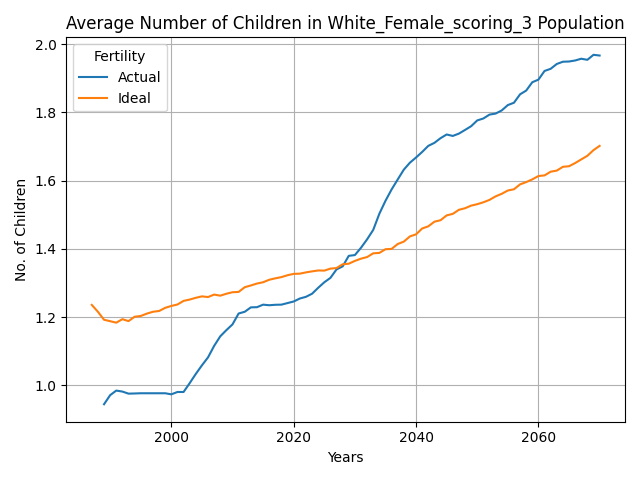 Average Number of Children in White_Female_scoring_3 Population
Fertility
Actual
Ideal
No. of Children
2.0
1.8
1.6
1.4
1.2
1.0
2000 2020 2040 2060
Years